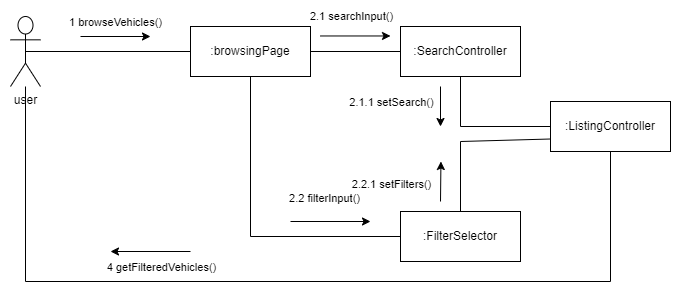 1 browseVehicles()
2.1 searchInput()
:browsingPage
:SearchController
user
2.1.1 setSearch()
:ListingController
2.2.1 setFilters()
2.2 filterInput()
:FilterSelector
4 getFilteredVehicles()